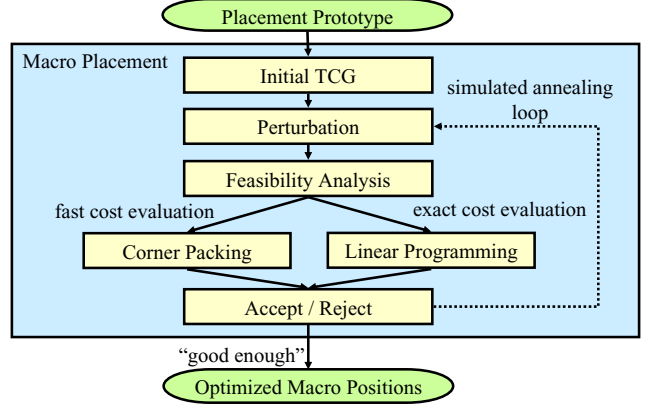 Placement Prototype
Macro Placement
Initial TCG
simulated annealing
loop
Perturbation
Feasibility Analysis
fast cost evaluation
exact cost evaluation
Corner Packing
Linear Programming
Accept / Reject
“good enough”
Optimized Macro Positions